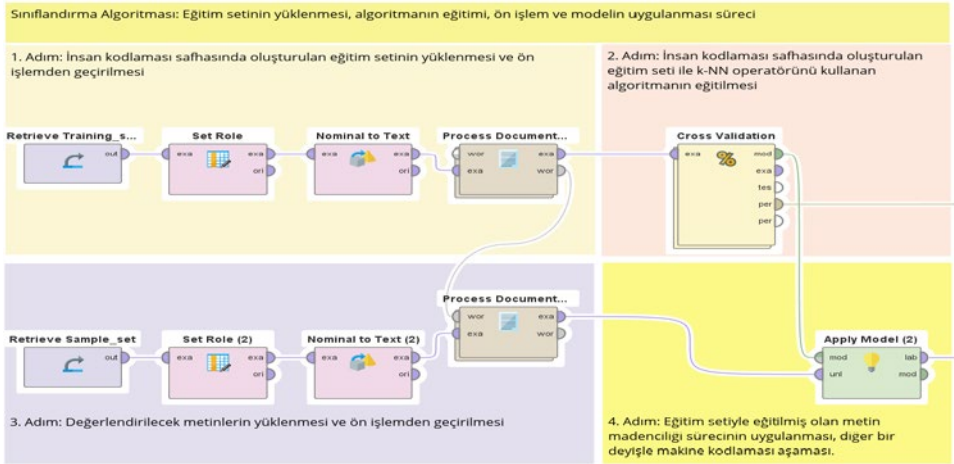 Sınıflandırma Algoritması: Eğitim setinin yüklenmesi, algoritmanın eğitimi, ön işlem ve modelin uygulanması süreci
1. Adım: İnsan kodlaması safhasında oluşturulan eğitim setinin yüklenmesi ve ön
işlemden geçirilmesi
2. Adım: İnsan kodlaması safhasında oluşturulan
eğitim seti ile k-NN operatörünü kullanan
algoritmanın eğitilmesi
Retrieve Training_s...
out
Set Role
exa exa
ori
Nominal to Text
exa exa
ori
Process Document...
wor exa
exa wor
Cross Validation
exa mod
exa
tes
per
per
Retrieve Sample_set
out
Set Role (2)
exa exa
ori
Nominal to Text (2)
exa exa
ori
Process Document...
wor exa
exa wor
Apply Model (2)
mod lab
unl mod
3. Adım: Değerlendirilecek metinlerin yüklenmesi ve ön işlemden geçirilmesi
4. Adım: Eğitim setiyle eğitilmiş olan metin
madenciligi sürecinin uygulanması, diger bir
deyişle makine kodlaması aşaması.